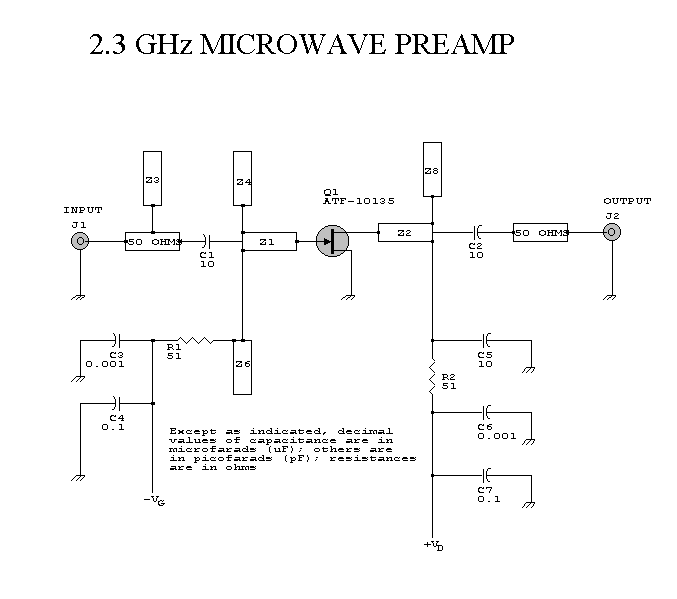 2.3 GHz MICROWAVE PREAMP
Z3
Z4
Z8
Q1
ATF-10135
INPUT
J1
OUTPUT
J2
50 OHMS
C1
10
Z1
Z2
C2
10
50 OHMS
C3
0.001
R1
51
Z6
C5
10
R2
51
C4
0.1
C6
0.001
Except as indicated, decimal
values of capacitance are in
microfarads (uF); others are
in picofarads (pF); resistances
are in ohms
C7
0.1
-VG
+VD